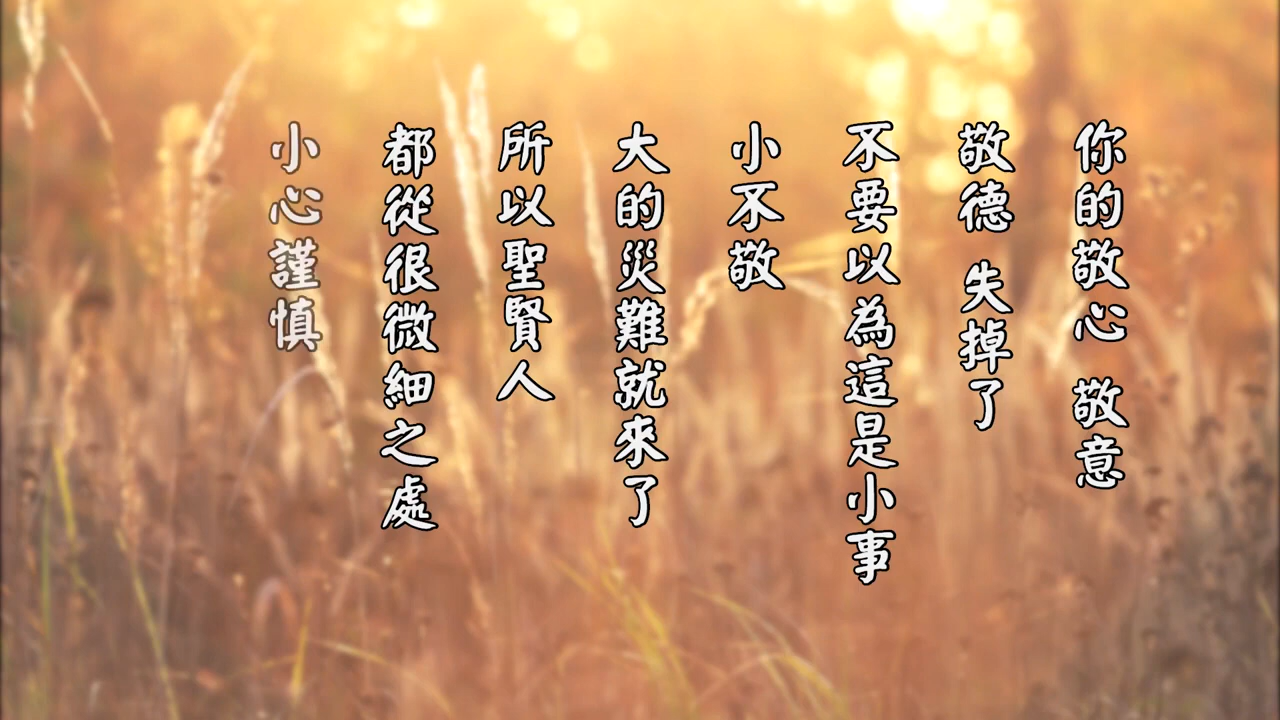 你的敬心 敬意
敬德 失掉了
不要以為這是小事
小不敬
大的災難就來了
所以聖賢人
都從很微細之處
小心謹慎